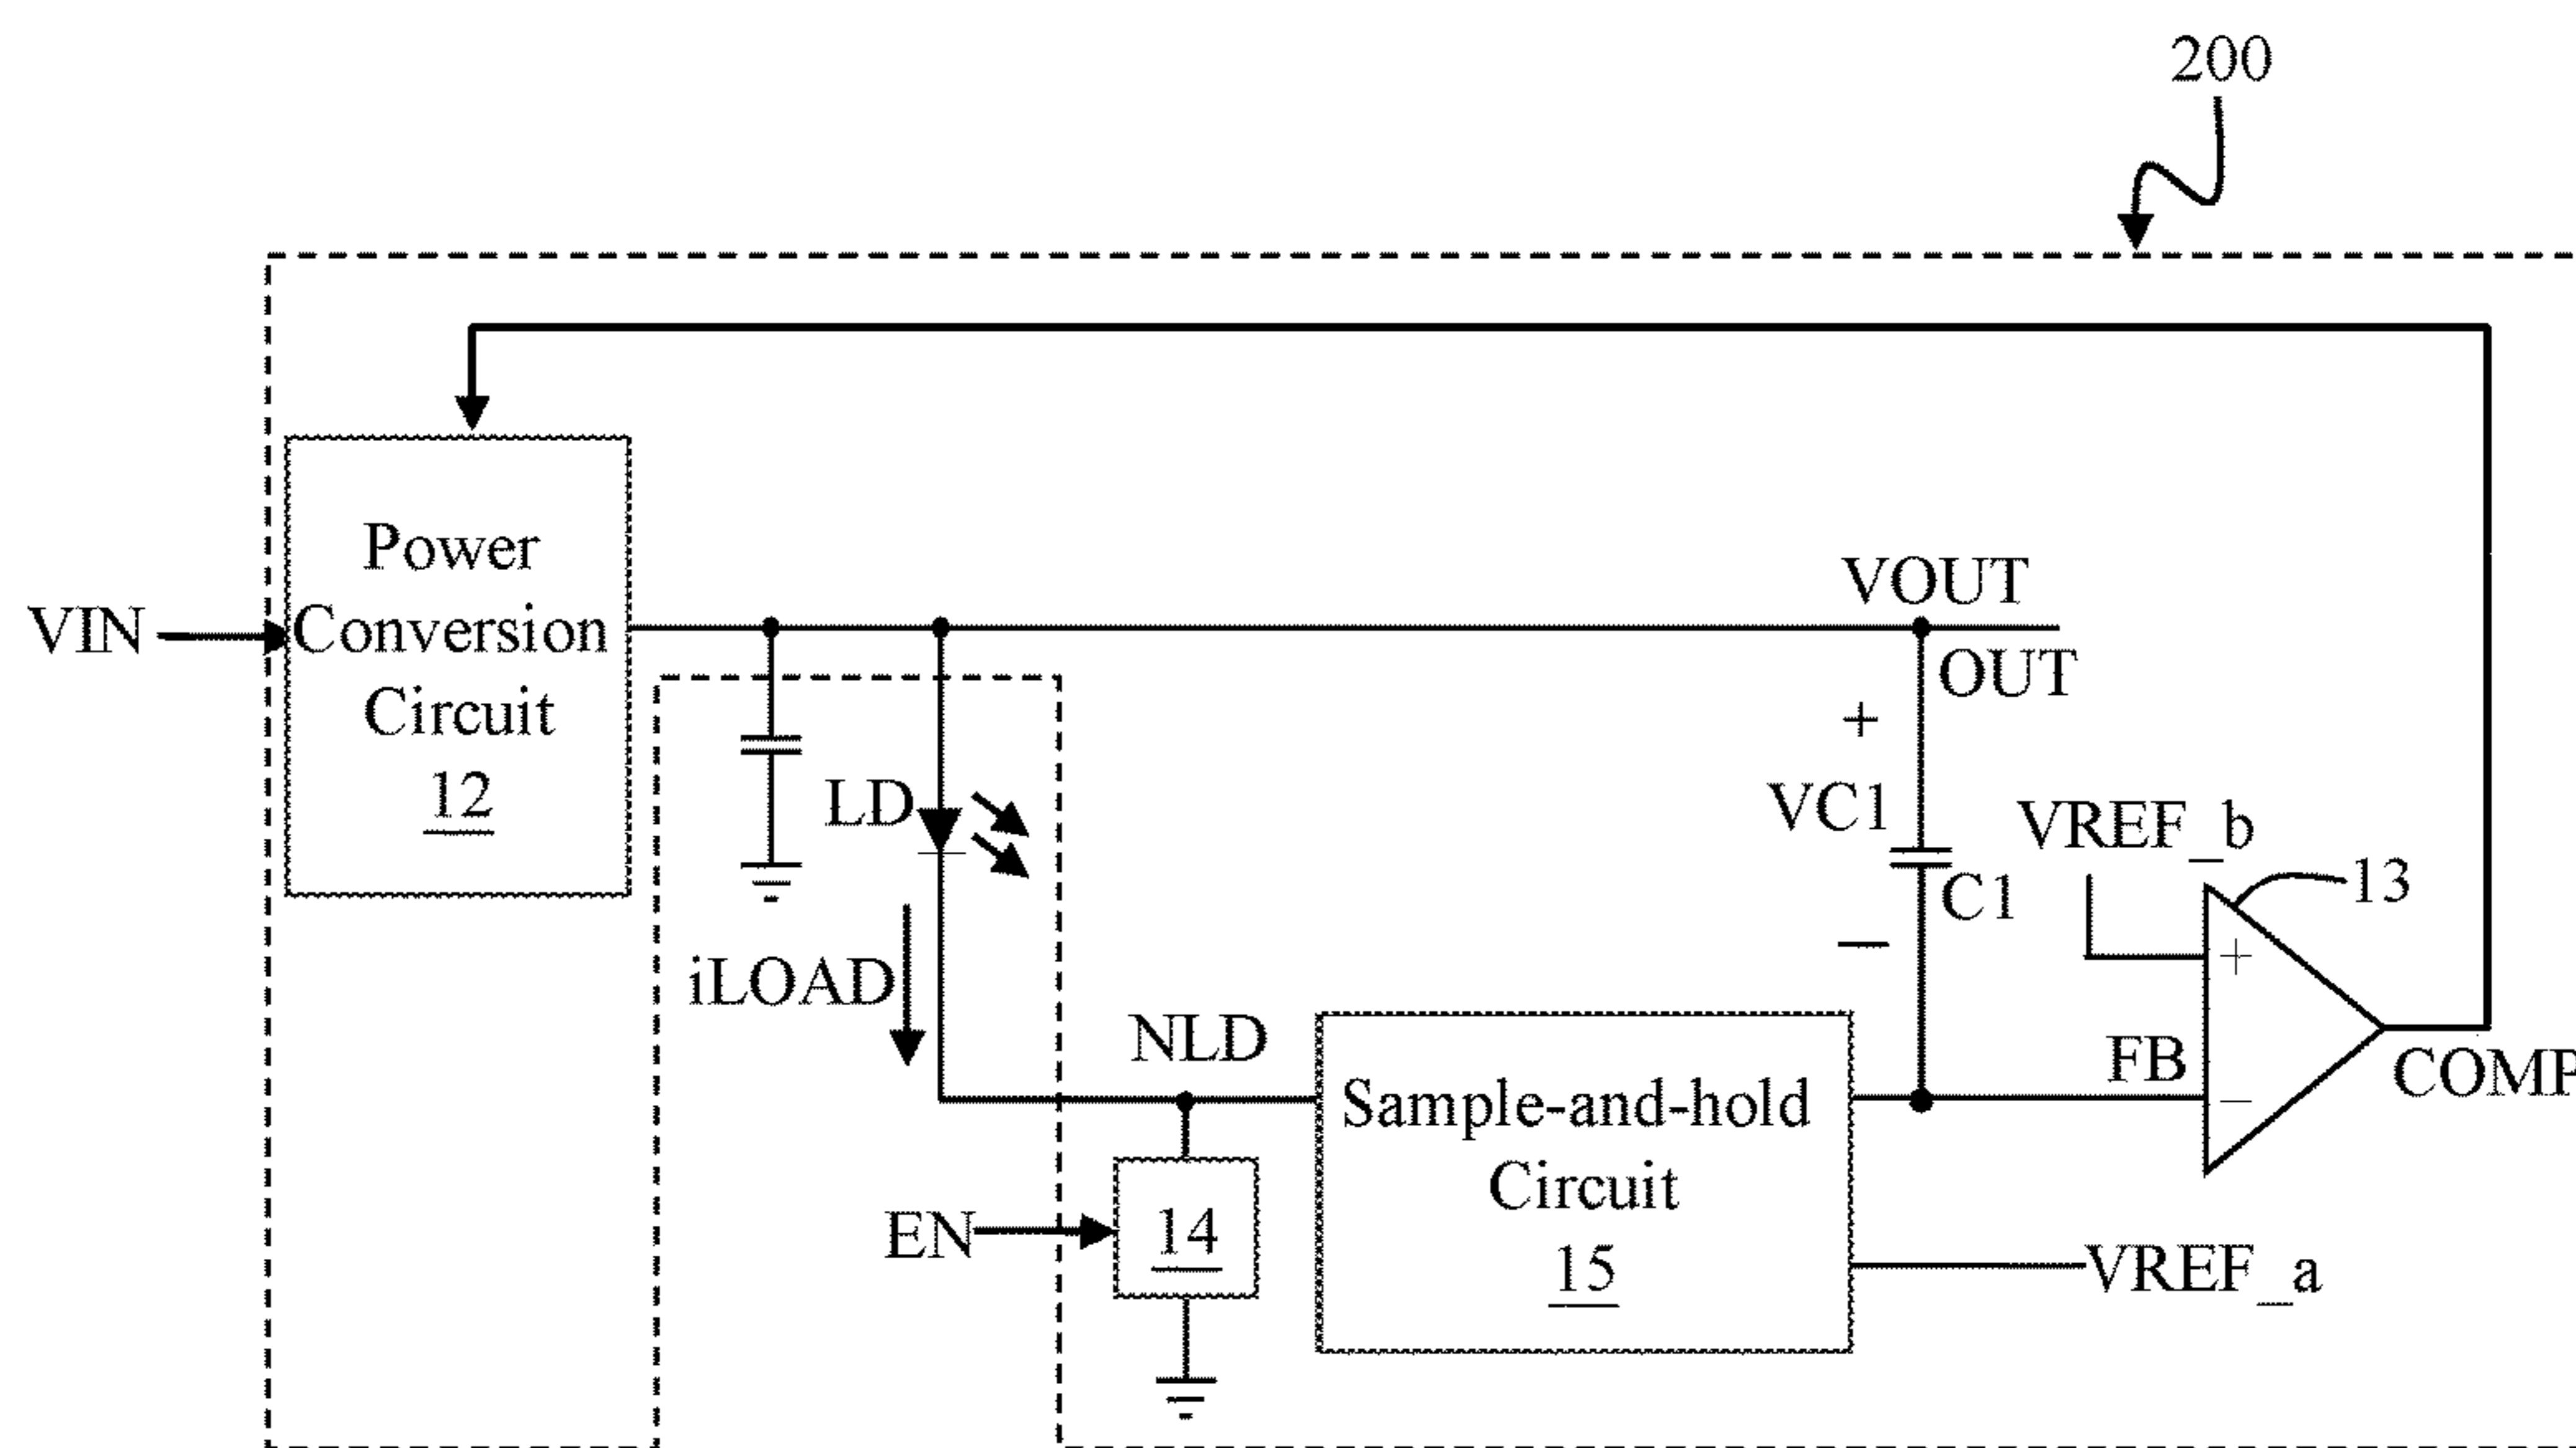 200
Power
Conversion
Circuit
12
VIN
VOUT
OUT
+
VC1
C1
−
LD
iLOAD
NLD
VREF_b
13
+
FB
−
COMP
Sample-and-hold
Circuit
15
EN
14
VREF_a